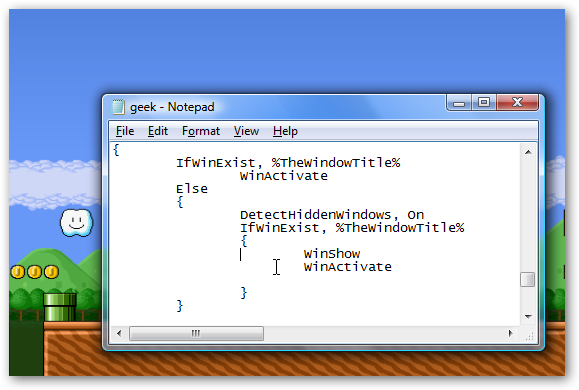 geek - Notepad
File Edit Format View Help
{
IfWinExist, %TheWindowTitle%
WinActivate
Else
{
DetectHiddenWindows, On
IfWinExist, %TheWindowTitle%
{
WinShow
WinActivate
}
}